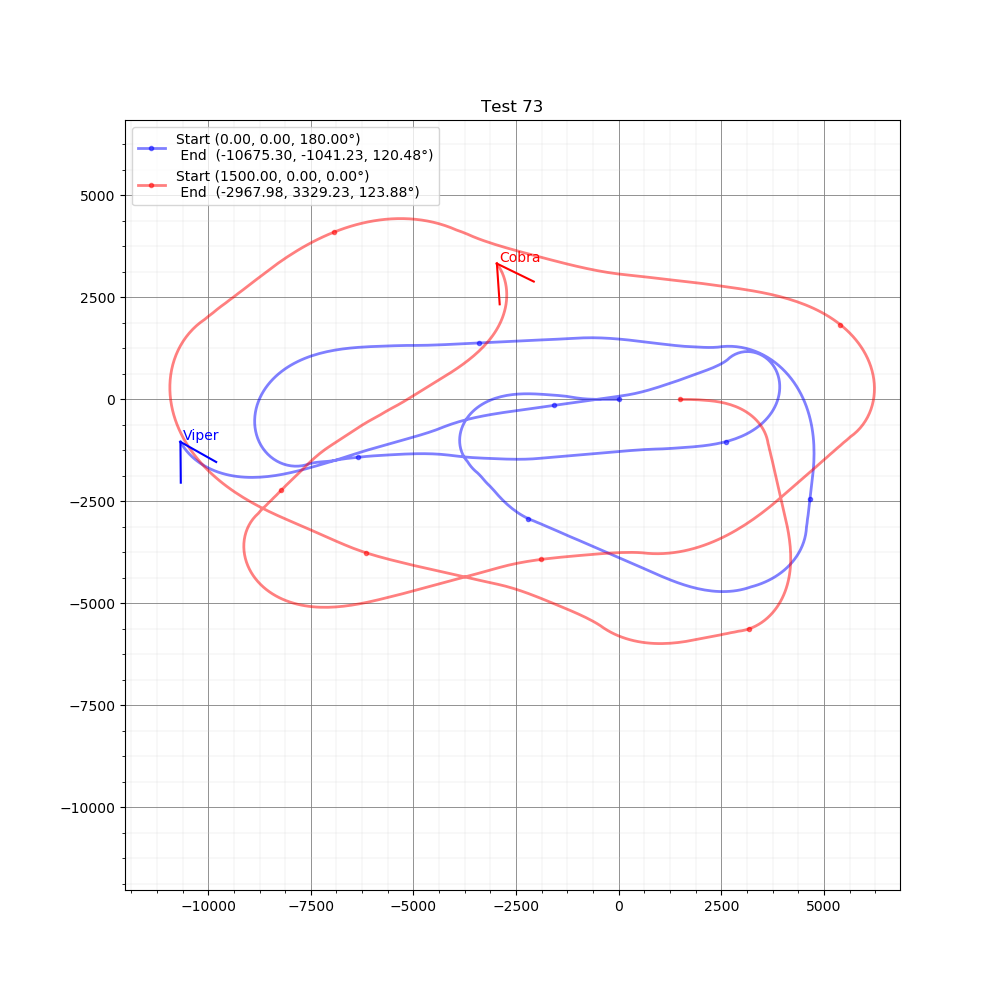 Test 73
Start (0.00, 0.00, 180.00°)
End  (-10675.30, -1041.23, 120.48°)
Start (1500.00, 0.00, 0.00°)
End  (-2967.98, 3329.23, 123.88°)
Cobra
Viper
5000
2500
0
−2500
−5000
−7500
−10000
−10000 −7500 −5000 −2500 0 2500 5000